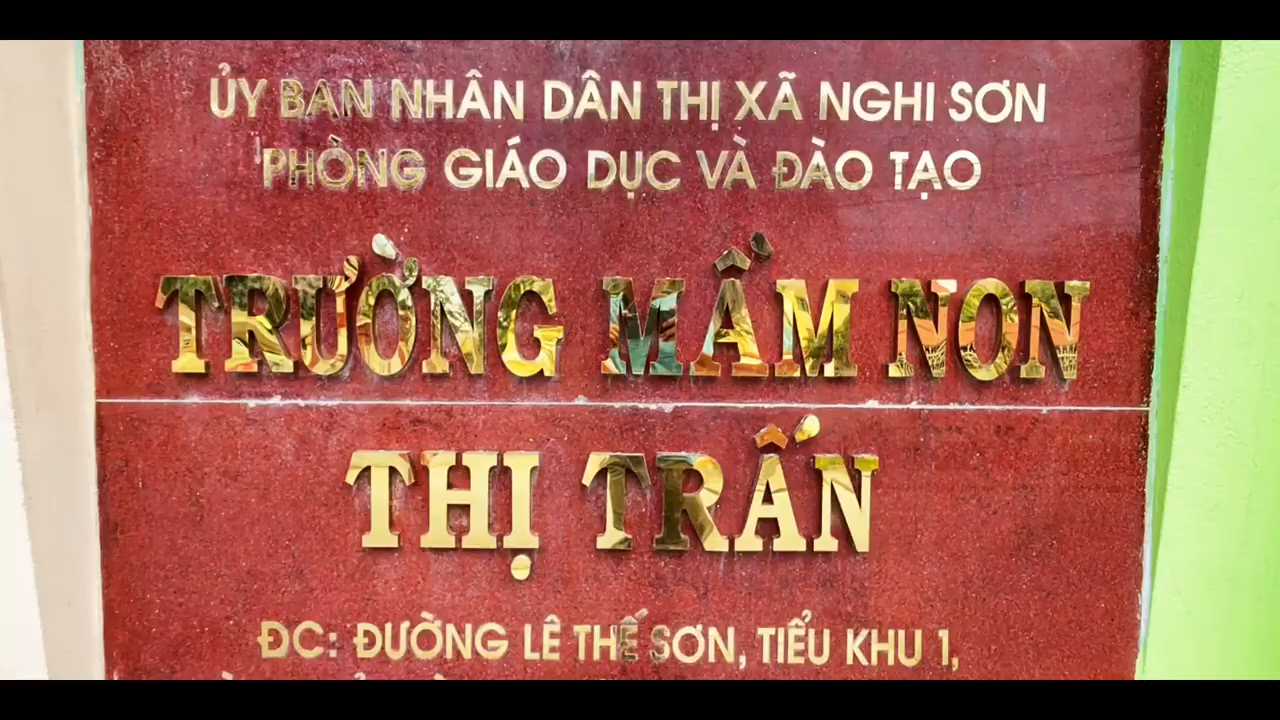 ỦY BAN NHÂN DÂN THỊ XÃ NGHI SƠN
PHÒNG GIÁO DỤC VÀ ĐÀO TẠO
TRƯỜNG MẦM NON
THỊ TRẤN
ĐC: ĐƯỜNG LÊ THẾ SƠN, TIỂU KHU 1,